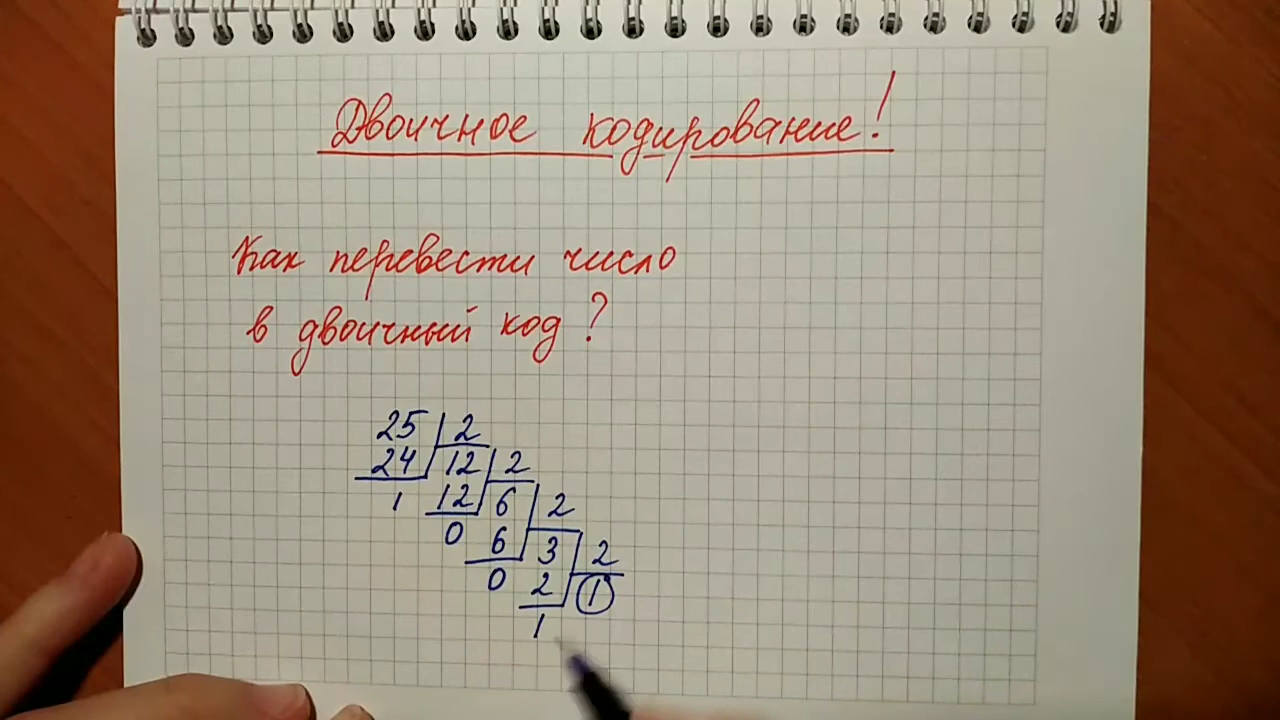 Двоичное кодирование!
Как перевести число
в двоичный код?
25 2
24 12 2
1 12 6 2
0 6 3 2
0 2 1
1